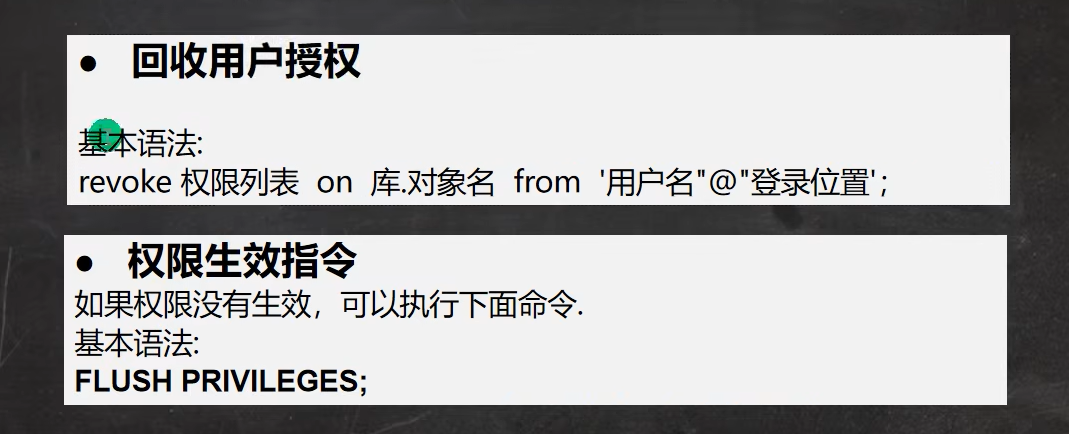 ● 回收用户授权
基本语法:
revoke 权限列表 on 库.对象名 from '用户名"@"登录位置';
● 权限生效指令
如果权限没有生效，可以执行下面命令.
基本语法:
FLUSH PRIVILEGES;